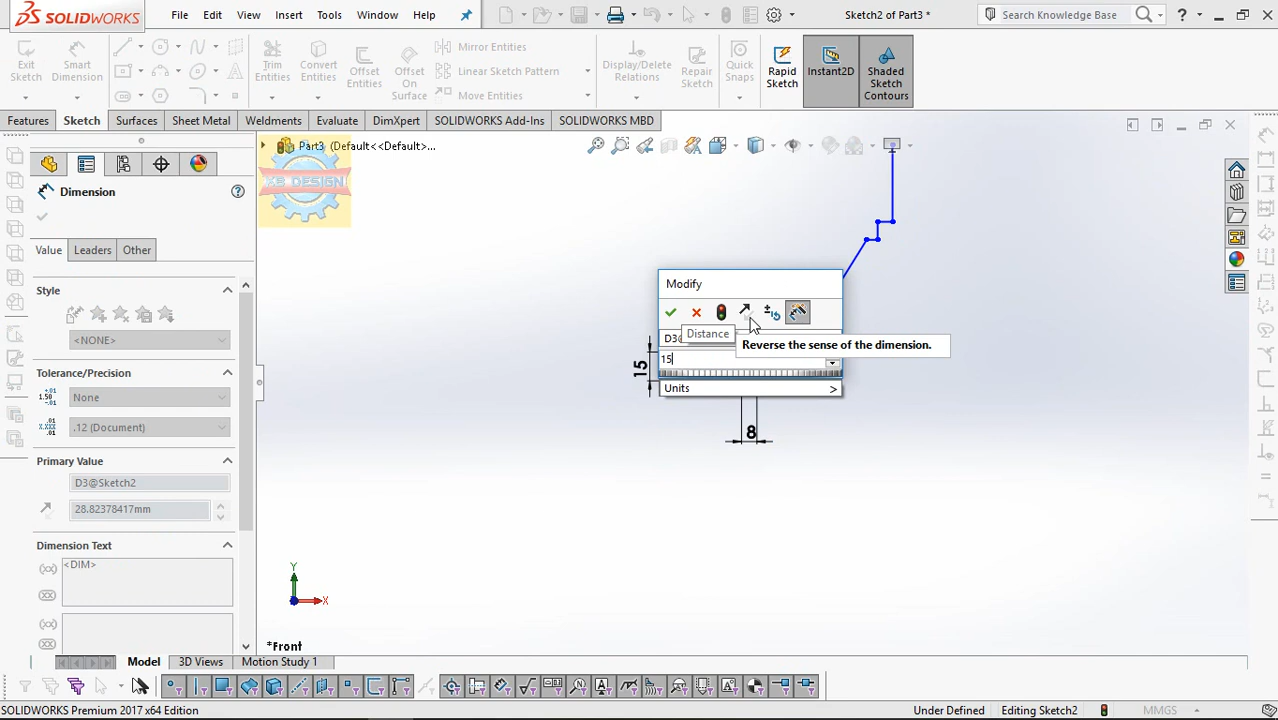 SOLIDWORKS
File Edit View Insert Tools Window Help
Sketch2 of Part3 *
Search Knowledge Base
Exit Sketch
Smart Dimension
Trim Entities
Convert Entities
Offset Entities
Offset On Surface
Mirror Entities
Linear Sketch Pattern
Move Entities
Display/Delete Relations
Repair Sketch
Quick Snaps
Rapid Sketch
Instant2D
Shaded Sketch Contours
Features Sketch Surfaces Sheet Metal Weldments Evaluate DimXpert SOLIDWORKS Add-Ins SOLIDWORKS MBD
Part3 (Default<<Default>...
Dimension
Value Leaders Other
Style
<NONE>
Tolerance/Precision
None
.12 (Document)
Primary Value
D3@Sketch2
28.82378417mm
Dimension Text
<DIM>
Modify
Distance
Reverse the sense of the dimension.
15
15
Units
8
Y
X
*Front
Model 3D Views Motion Study 1
SOLIDWORKS Premium 2017 x64 Edition
Under Defined Editing Sketch2 MMGS